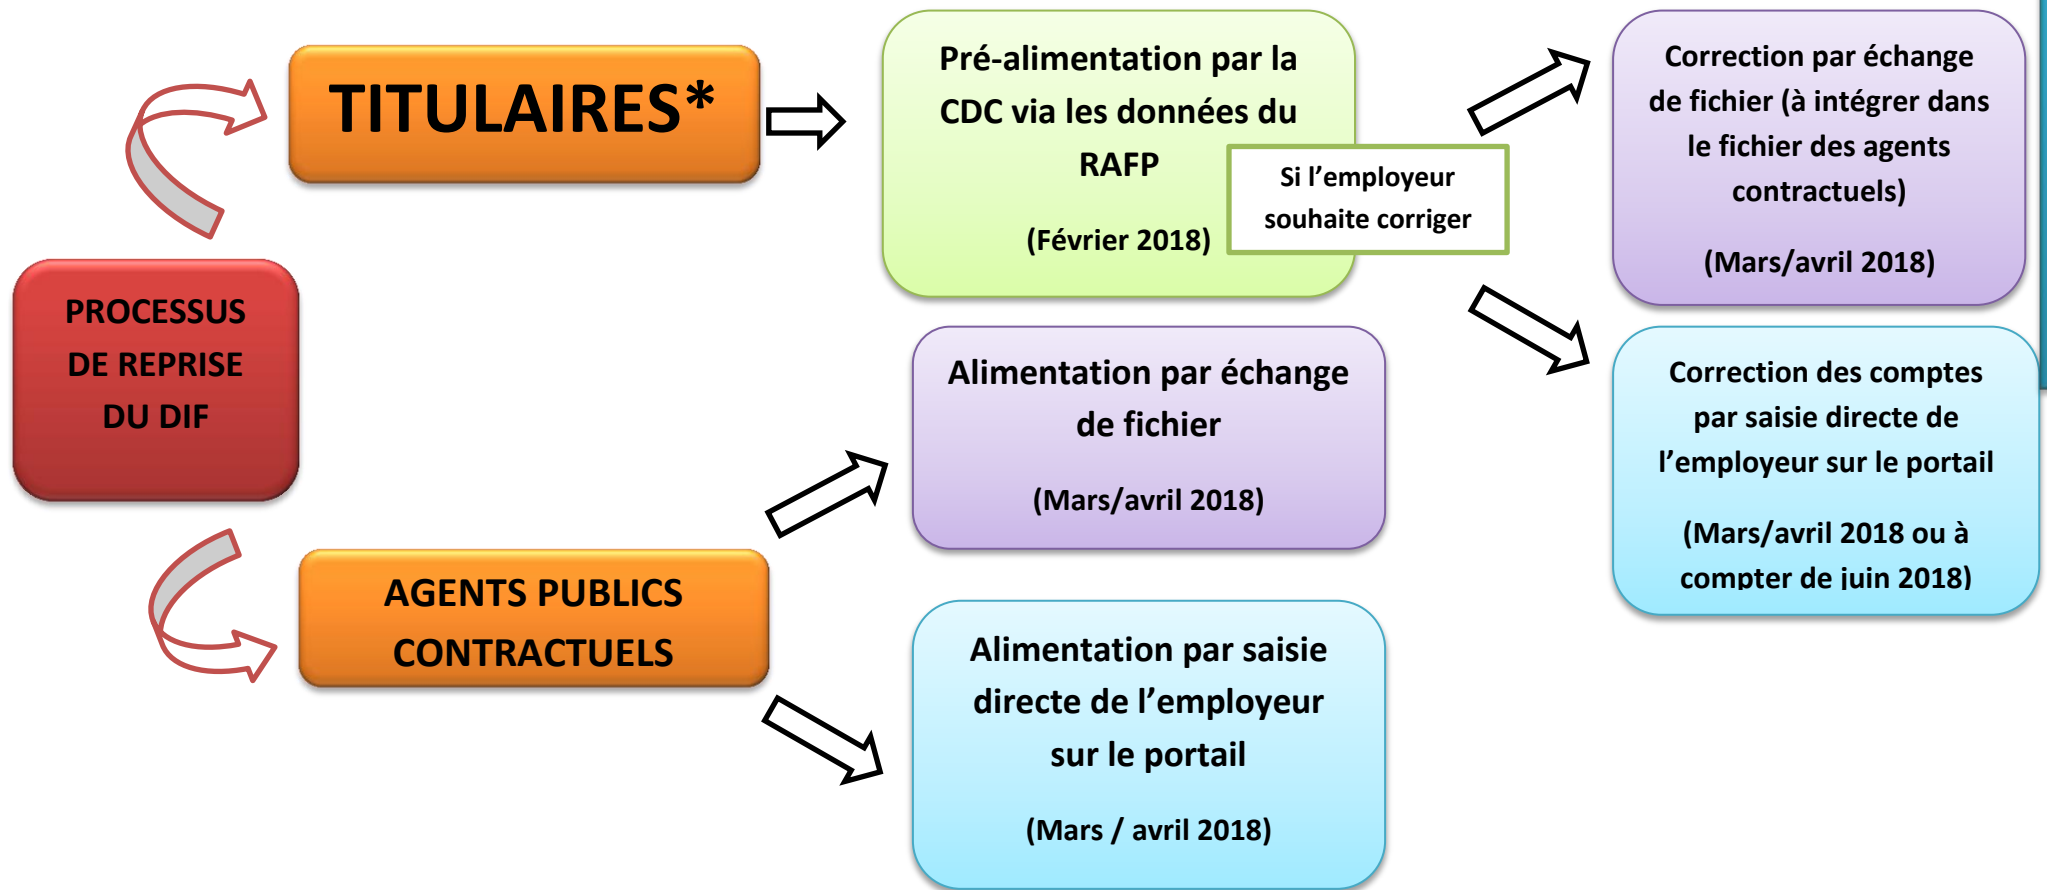 PROCESSUS
DE REPRISE
DU DIF
TITULAIRES*
Pré-alimentation par la
CDC via les données du
RAFP
(Février 2018)
Si l’employeur
souhaite corriger
Correction par échange
de fichier (à intégrer dans
le fichier des agents
contractuels)
(Mars/avril 2018)
Correction des comptes
par saisie directe de
l’employeur sur le portail
(Mars/avril 2018 ou à
compter de juin 2018)
AGENTS PUBLICS
CONTRACTUELS
Alimentation par échange
de fichier
(Mars/avril 2018)
Alimentation par saisie
directe de l’employeur
sur le portail
(Mars / avril 2018)